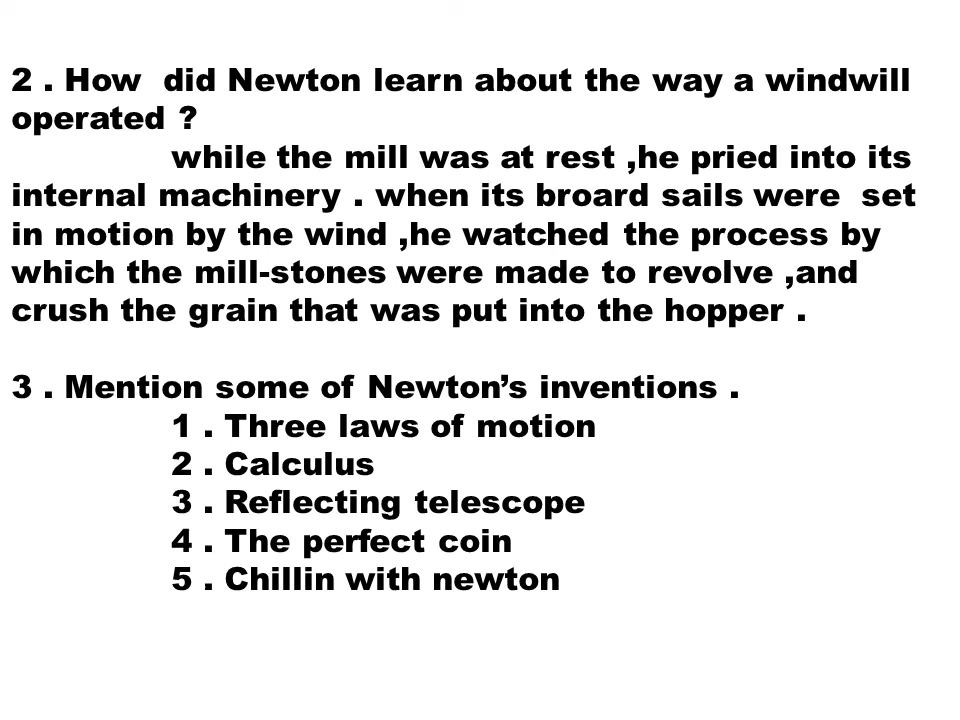 2 . How  did Newton learn about the way a windwill
operated ?
while the mill was at rest ,he pried into its
internal machinery . when its broard sails were  set
in motion by the wind ,he watched the process by
which the mill-stones were made to revolve ,and
crush the grain that was put into the hopper .
3 . Mention some of Newton’s inventions .
1 . Three laws of motion
2 . Calculus
3 . Reflecting telescope
4 . The perfect coin
5 . Chillin with newton